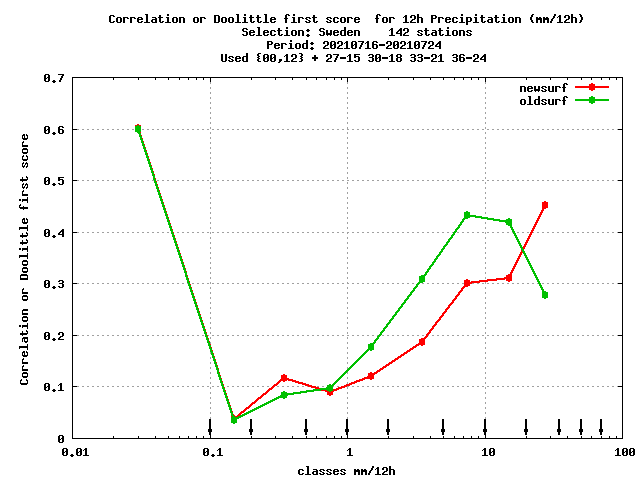 Correlation or Doolittle first score  for 12h Precipitation (mm/12h)
Selection: Sweden    142 stations
Period: 20210716-20210724
Used {00,12} + 27-15 30-18 33-21 36-24
newsurf
oldsurf
Correlation or Doolittle first score
0.7
0.6
0.5
0.4
0.3
0.2
0.1
0
0.01
0.1
1
10
100
classes mm/12h